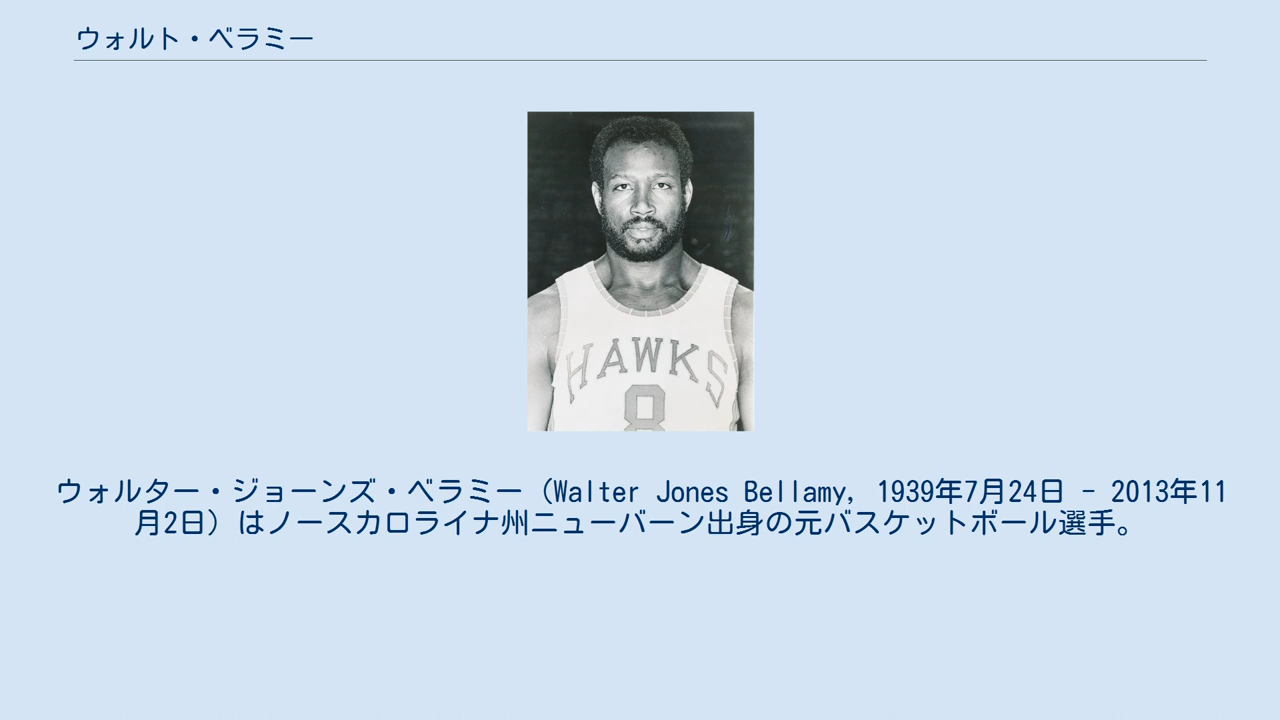 ウォルト・ベラミー
HAWKS
8
ウォルター・ジョーンズ・ベラミー（Walter Jones Bellamy, 1939年7月24日 - 2013年11
月2日）はノースカロライナ州ニューバーン出身の元バスケットボール選手。